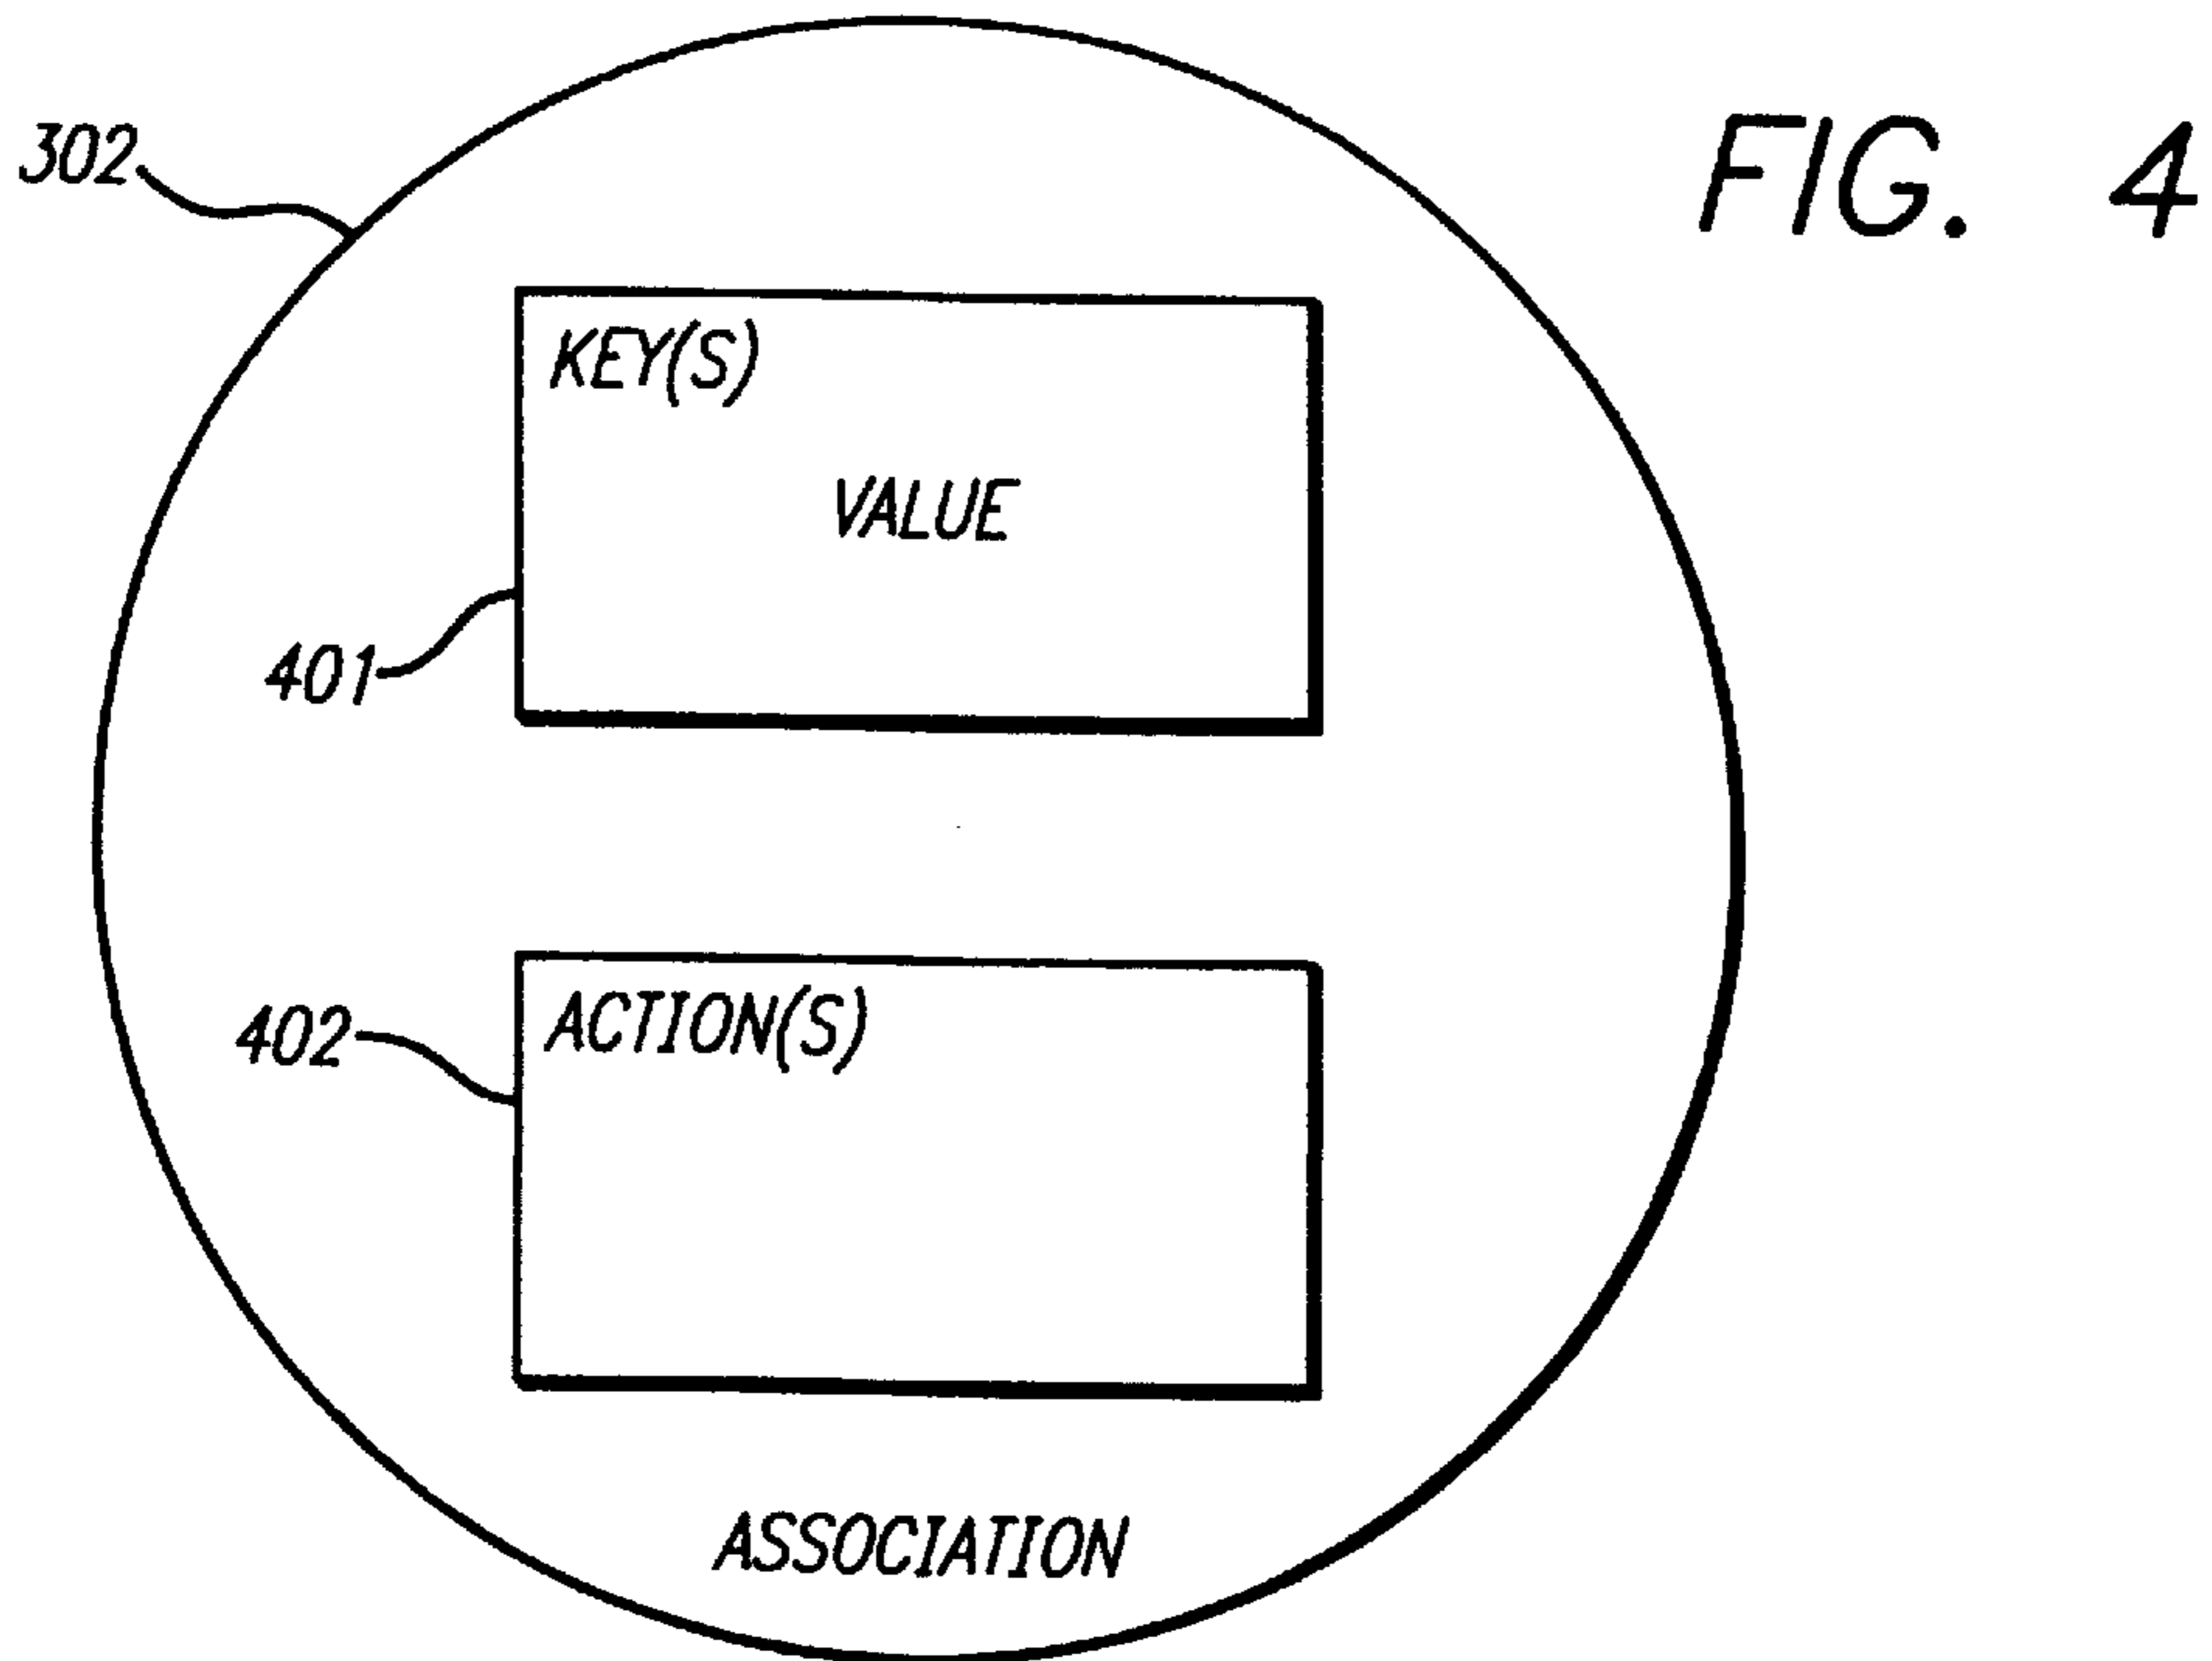 FIG. 4
302
KEY(S)
VALUE
401
402
ACTION(S)
ASSOCIATION